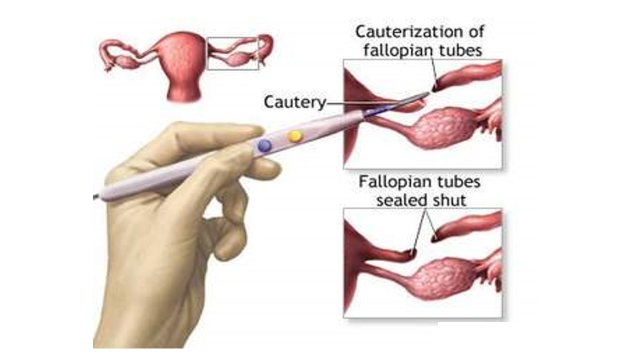 Cauterization of
fallopian tubes
Cautery
Fallopian tubes
sealed shut